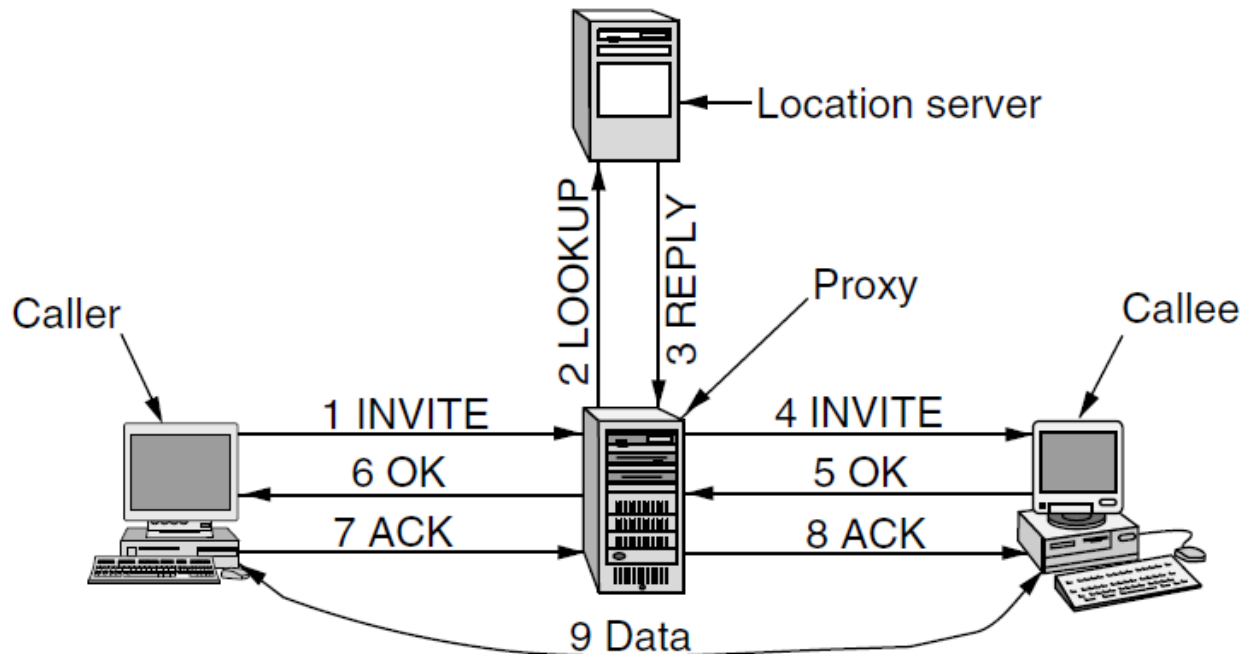 Location server
2 LOOKUP
3 REPLY
Proxy
Caller
Callee
1 INVITE
4 INVITE
6 OK
5 OK
7 ACK
8 ACK
9 Data